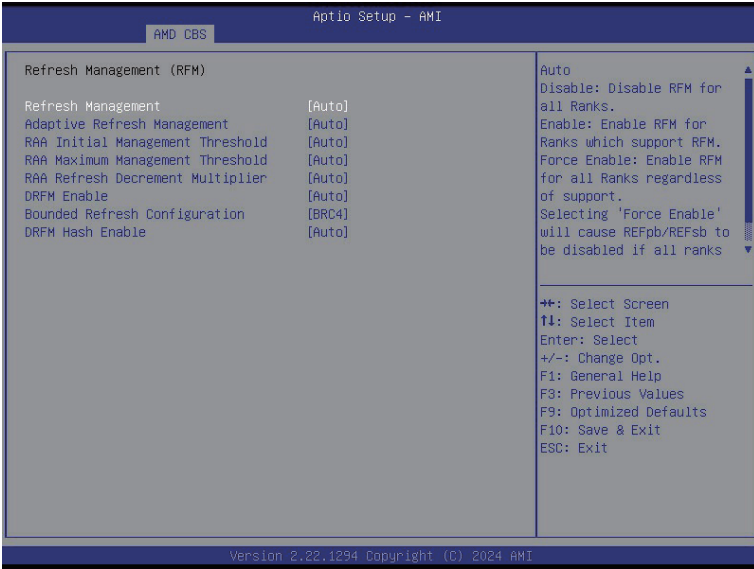 Aptio Setup – AMI
AMD CBS
Refresh Management (RFM)
Refresh Management [Auto]
Adaptive Refresh Management [Auto]
RAA Initial Management Threshold [Auto]
RAA Maximum Management Threshold [Auto]
RAA Refresh Decrement Multiplier [Auto]
DRFM Enable [Auto]
Bounded Refresh Configuration [BRC4]
DRFM Hash Enable [Auto]
Auto
Disable: Disable RFM for
all Ranks.
Enable: Enable RFM for
Ranks which support RFM.
Force Enable: Enable RFM
for all Ranks regardless
of support.
Selecting 'Force Enable'
will cause REFpb/REFsb to
be disabled if all ranks
→←: Select Screen
↑↓: Select Item
Enter: Select
+/-: Change Opt.
F1: General Help
F3: Previous Values
F9: Optimized Defaults
F10: Save & Exit
ESC: Exit
Version 2.22.1294 Copyright (C) 2024 AMI